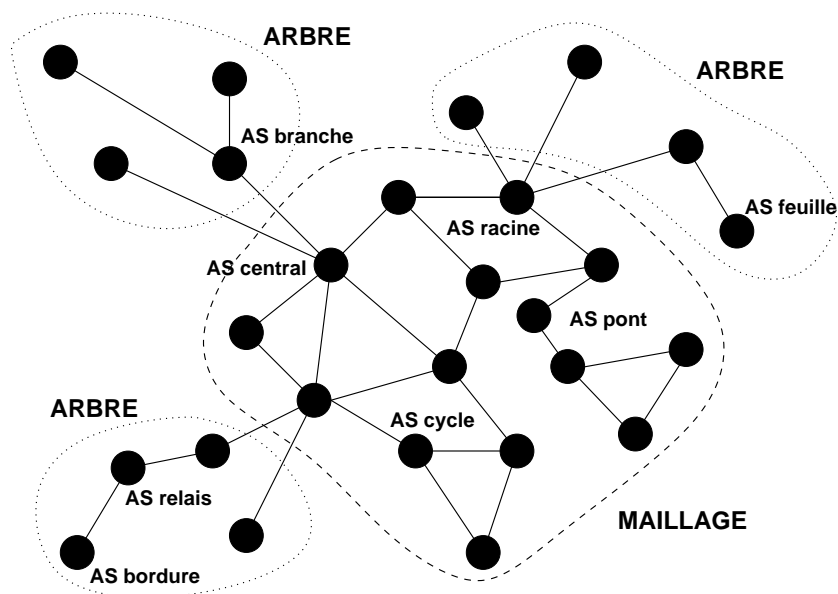 ARBRE
ARBRE
AS branche
AS feuille
AS racine
AS central
AS pont
ARBRE
AS cycle
AS relais
MAILLAGE
AS bordure